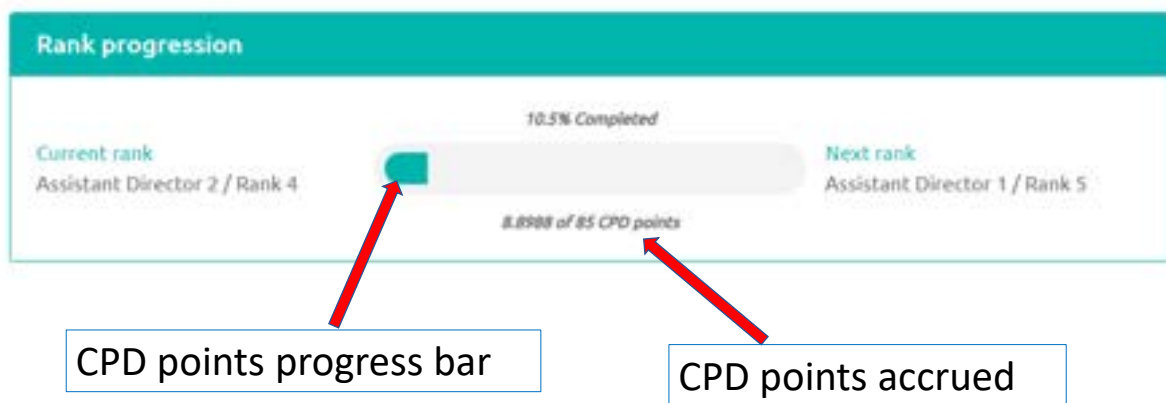 Rank progression
10.5% Completed
Current rank
Assistant Director 2 / Rank 4
Next rank
Assistant Director 1 / Rank 5
8.8988 of 85 CPD points
CPD points progress bar
CPD points accrued